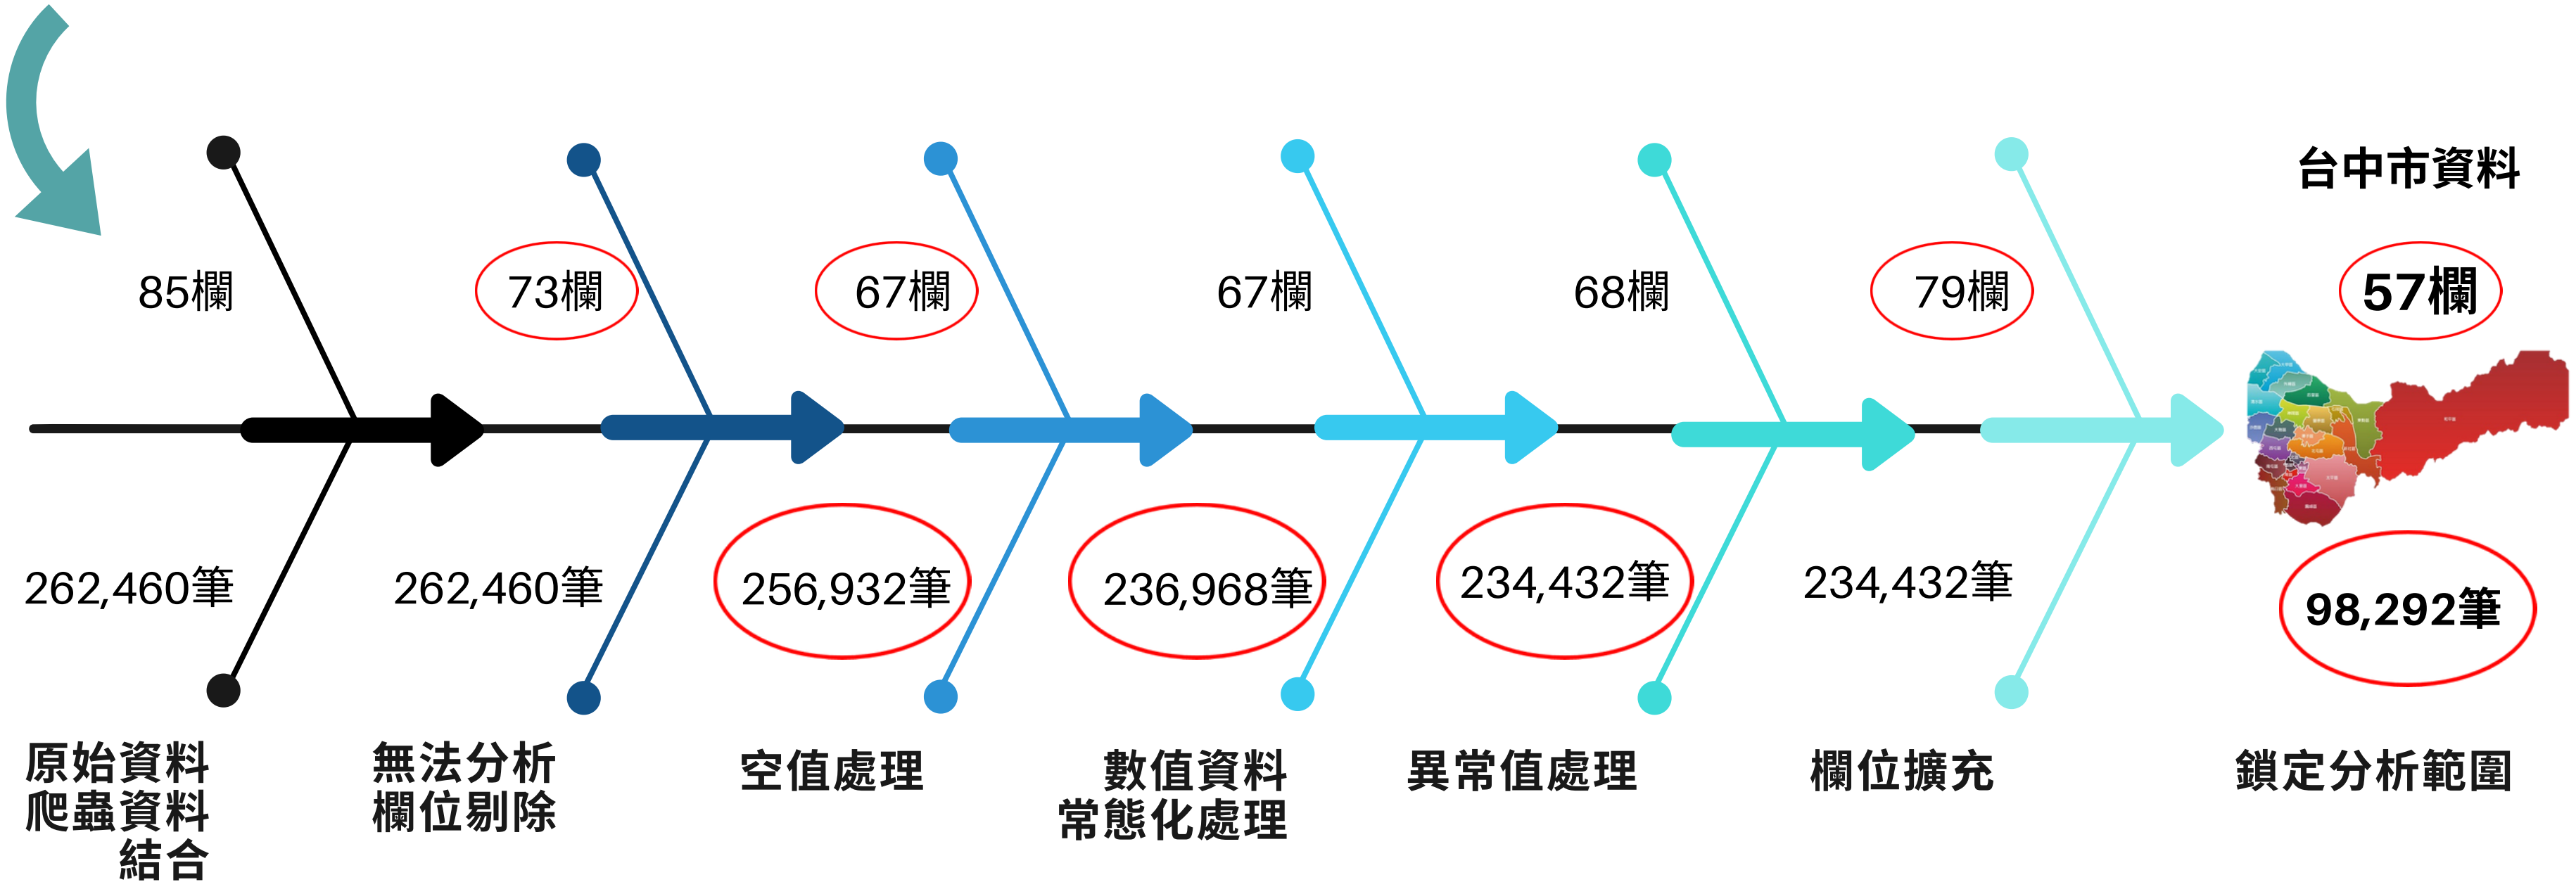 台中市資料
85欄
73欄
67欄
67欄
68欄
79欄
57欄
262,460筆
262,460筆
256,932筆
236,968筆
234,432筆
234,432筆
98,292筆
原始資料
爬蟲資料
結合
無法分析
欄位剔除
空值處理
數值資料
常態化處理
異常值處理
欄位擴充
鎖定分析範圍